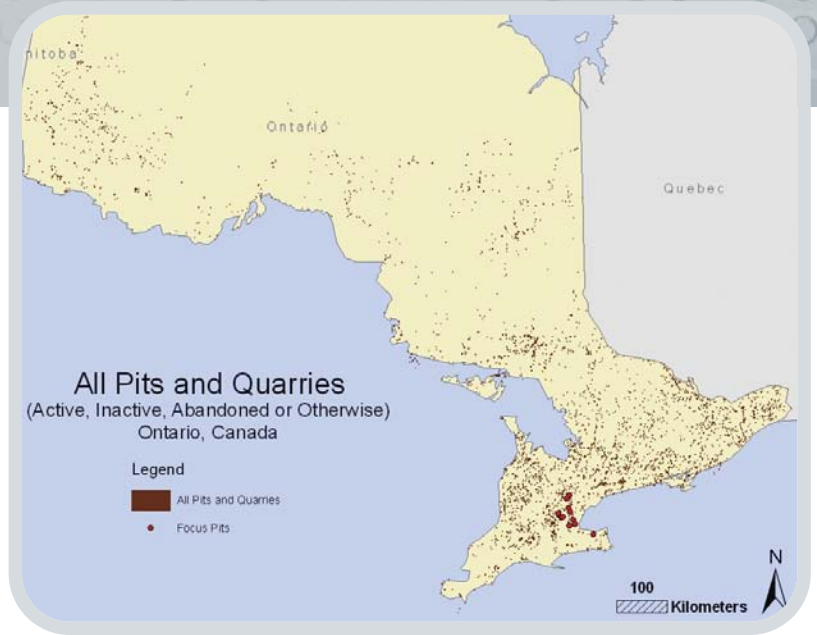 nitoba
Ontario
Quebec
All Pits and Quarries
(Active, Inactive, Abandoned or Otherwise)
Ontario, Canada
Legend
All Pits and Quarries
Focus Pits
N
100
Kilometers